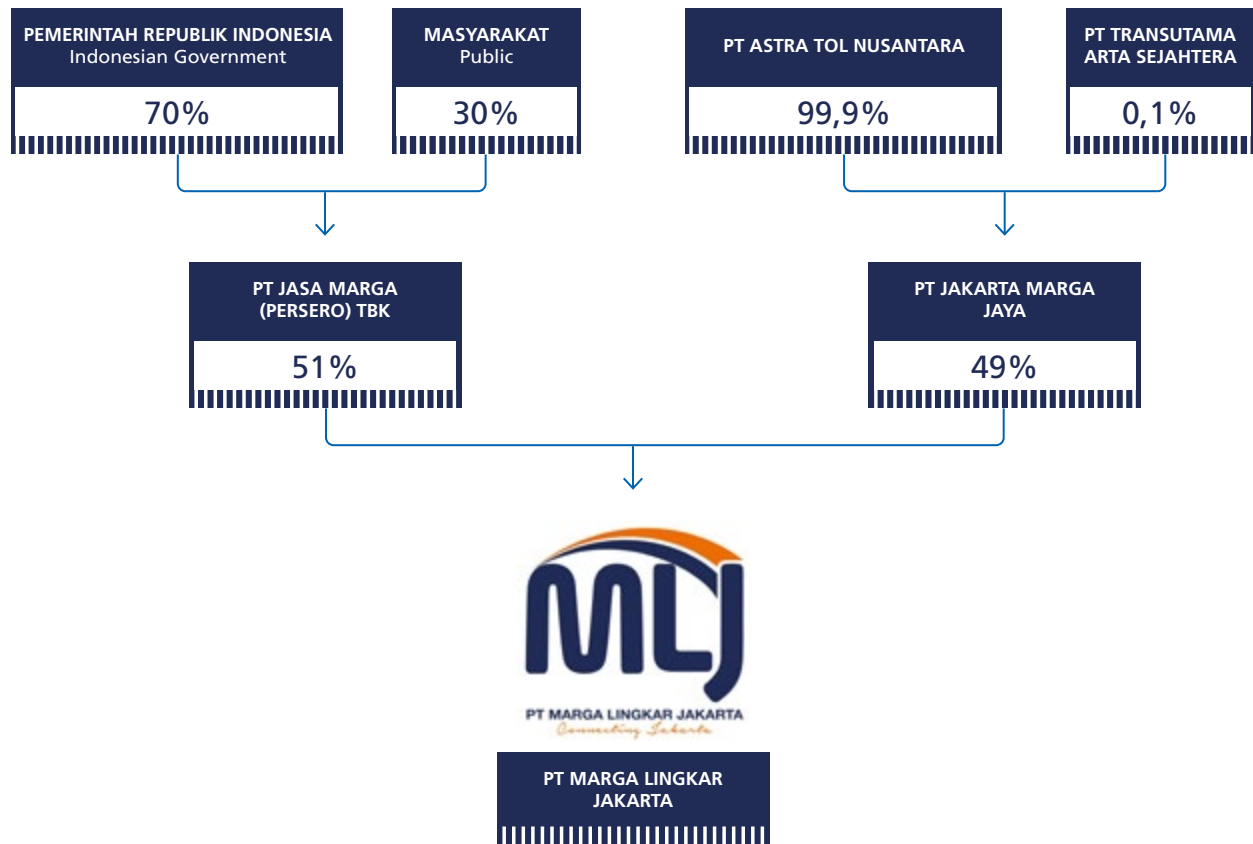 PEMERINTAH REPUBLIK INDONESIA
Indonesian Government
70%
MASYARAKAT
Public
30%
PT ASTRA TOL NUSANTARA
99,9%
PT TRANSUTAMA
ARTA SEJAHTERA
0,1%
PT JASA MARGA
(PERSERO) TBK
51%
PT JAKARTA MARGA
JAYA
49%
MLJ
PT MARGA LINGKAR JAKARTA
Connecting Jakarta
PT MARGA LINGKAR
JAKARTA